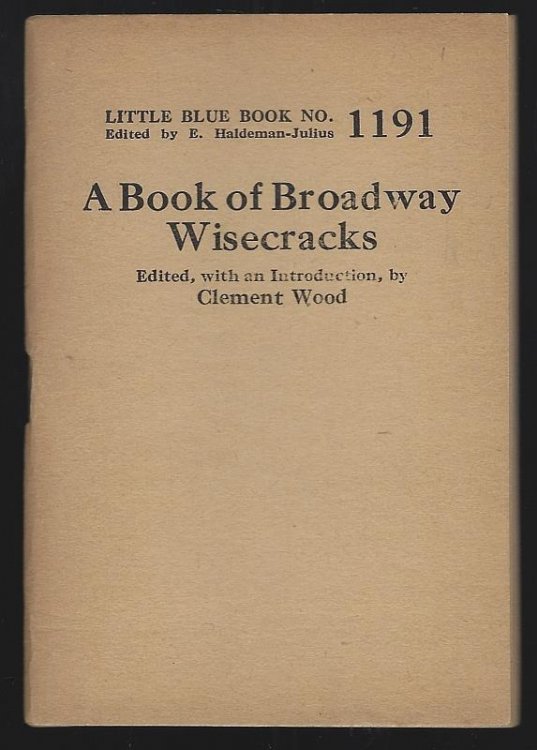 LITTLE BLUE BOOK NO. 1191
Edited by E. Haldeman-Julius
A Book of Broadway
Wisecracks
Edited, with an Introduction, by
Clement Wood